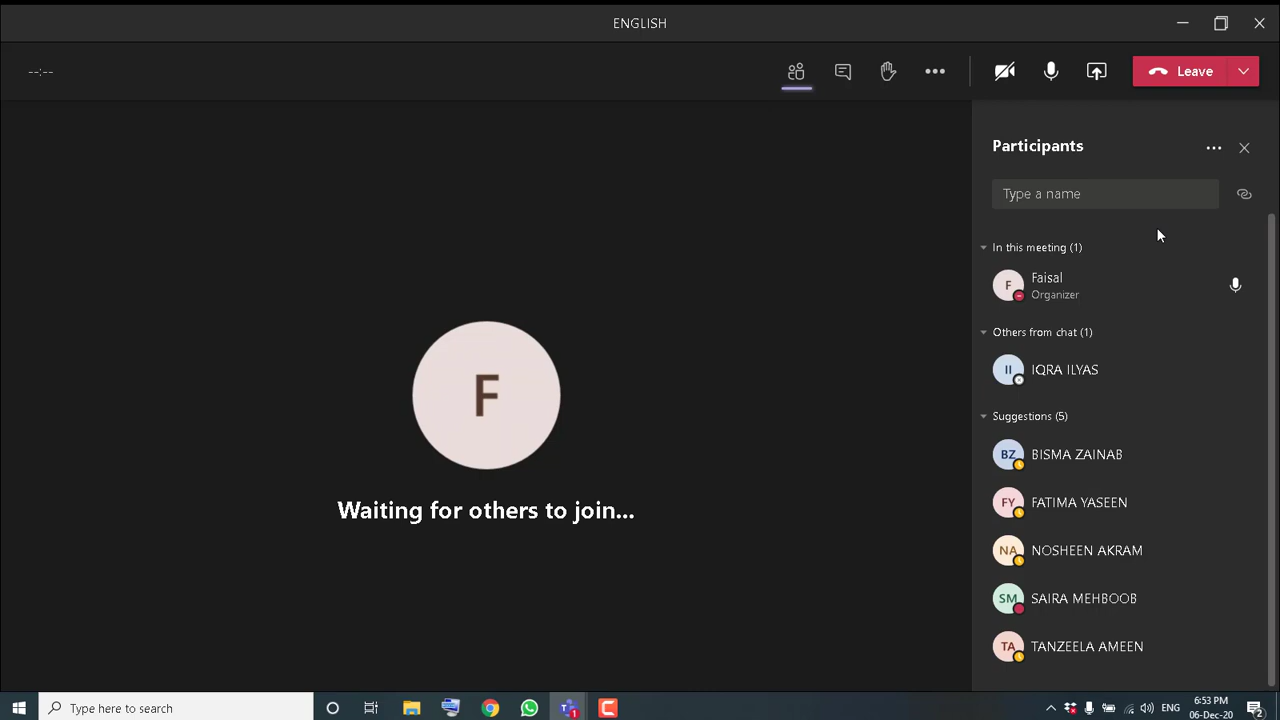 ENGLISH
--:--
Leave
Participants
Type a name
In this meeting (1)
F
Faisal
Organizer
Others from chat (1)
II
IQRA ILYAS
F
Waiting for others to join...
Suggestions (5)
BZ
BISMA ZAINAB
FY
FATIMA YASEEN
NA
NOSHEEN AKRAM
SM
SAIRA MEHBOOB
TA
TANZEELA AMEEN
Type here to search
1
ENG
6:53 PM
06-Dec-20
2